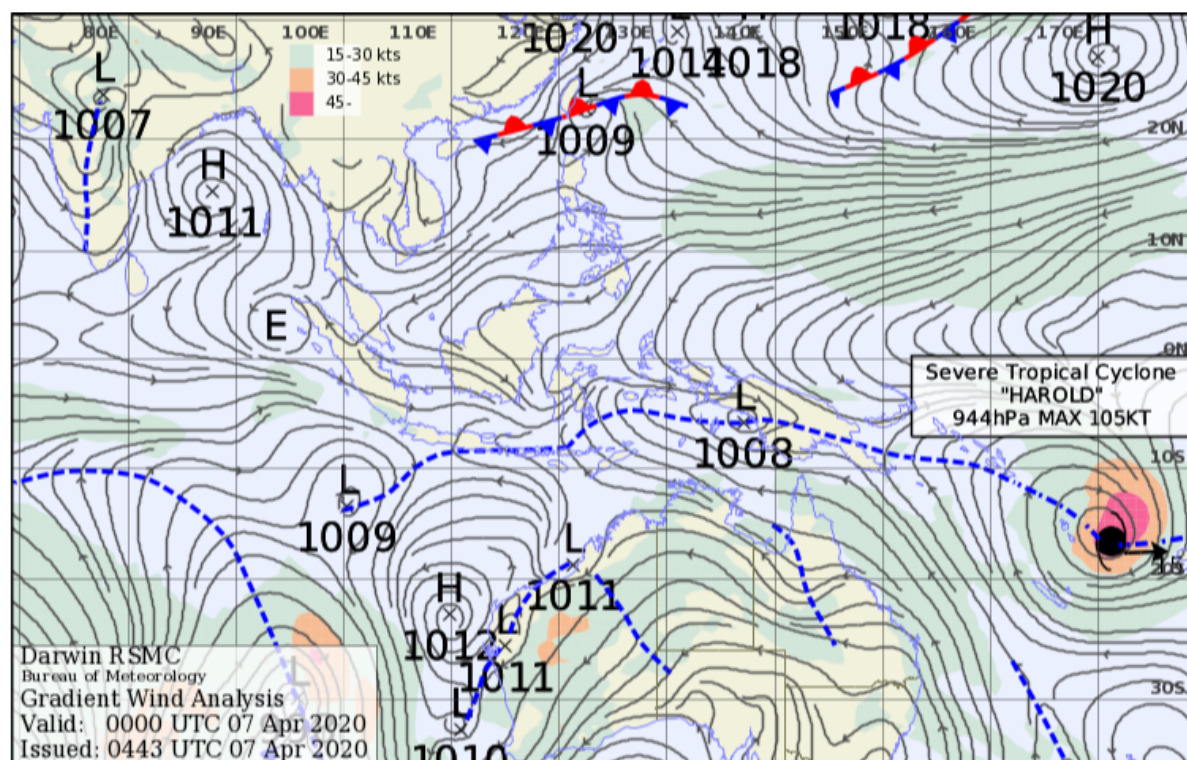 80E 90E 100E 110E 120E 130E 140E 150E 160E 170E
L
H
1020
1018
15-30 kts
30-45 kts
45-
L
1014
1018
1020
L
1007
1009
20N
H
1011
10N
E
0N
Severe Tropical Cyclone
"HAROLD"
944hPa MAX 105KT
L
1008
10S
L
1009
L
1011
15
20S
H
1012
L
1011
L
30S
1010
Darwin RSMC
Bureau of Meteorology
Gradient Wind Analysis
Valid: 0000 UTC 07 Apr 2020
Issued: 0443 UTC 07 Apr 2020
L